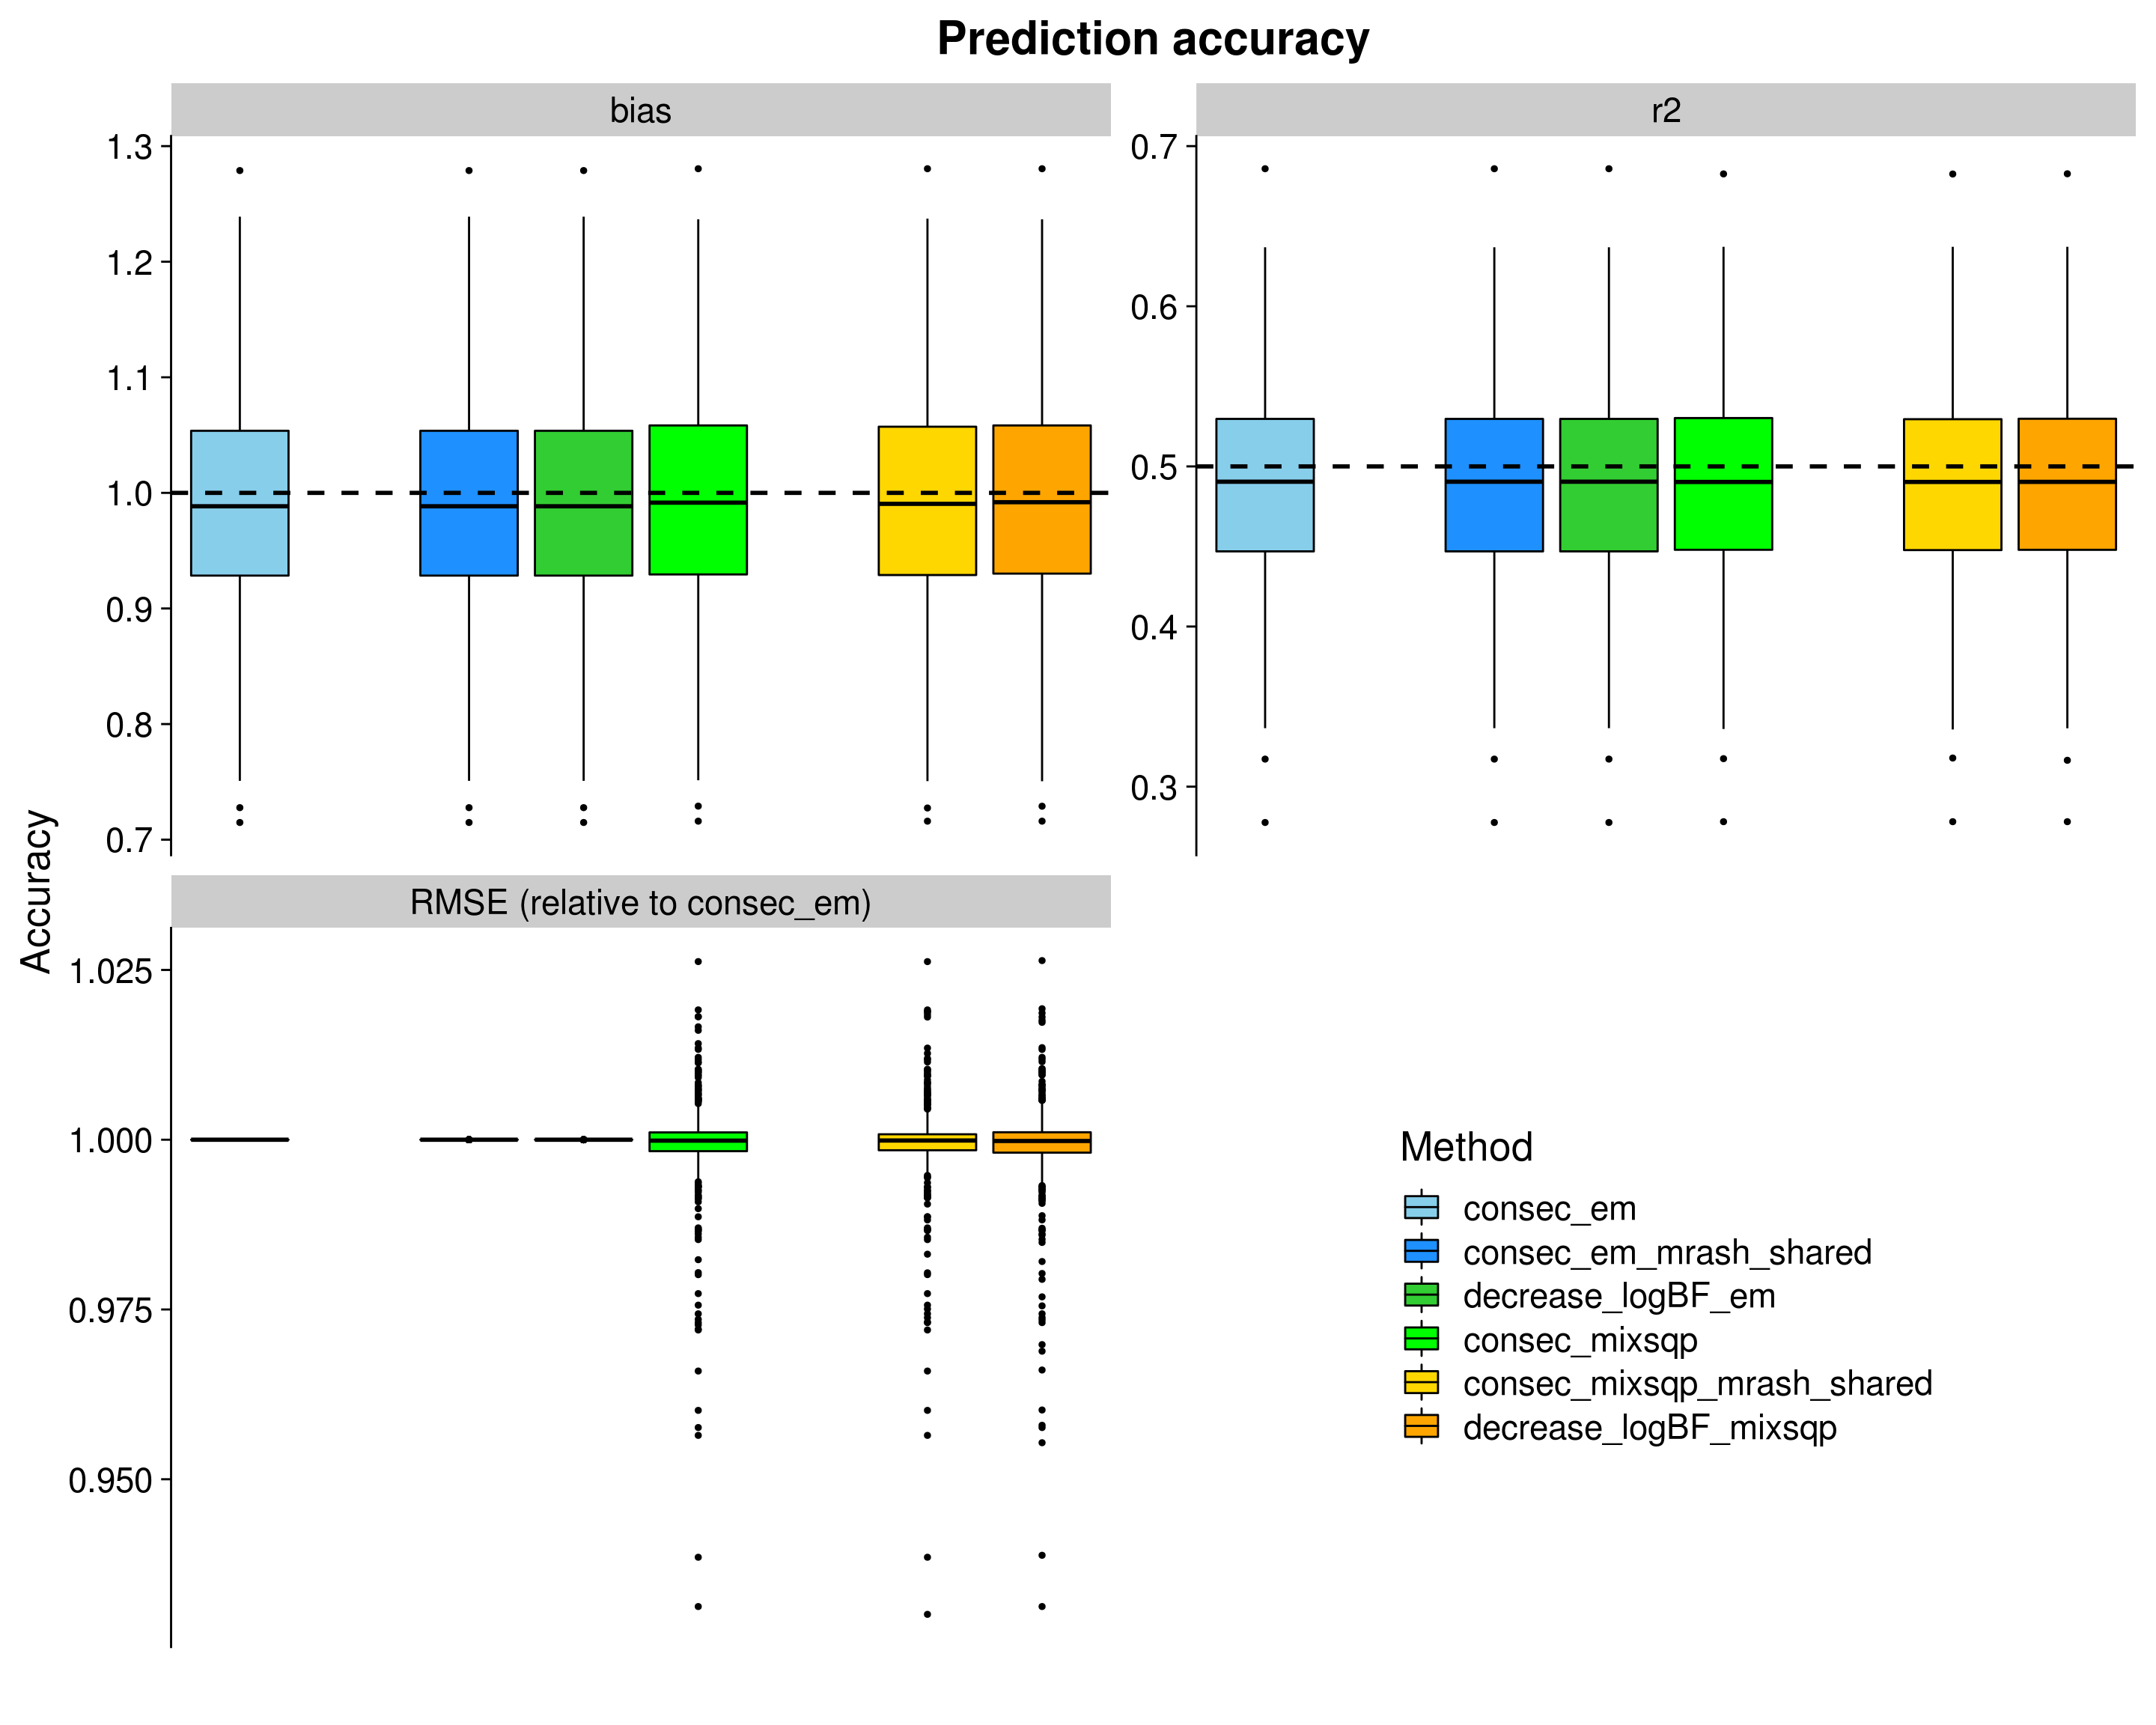 Prediction accuracy
bias
r2
1.3
1.2
1.1
1.0
0.9
0.8
0.7
0.7
0.6
0.5
0.4
0.3
Accuracy
RMSE (relative to consec_em)
1.025
1.000
0.975
0.950
Method
consec_em
consec_em_mrash_shared
decrease_logBF_em
consec_mixsqp
consec_mixsqp_mrash_shared
decrease_logBF_mixsqp